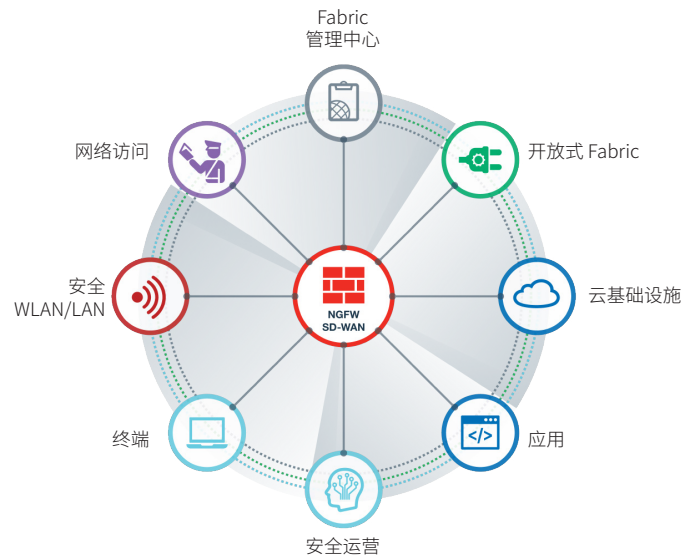 Fabric
管理中心
网络访问
开放式 Fabric
安全
WLAN/LAN
NGFW
SD-WAN
云基础设施
终端
</>
应用
安全运营